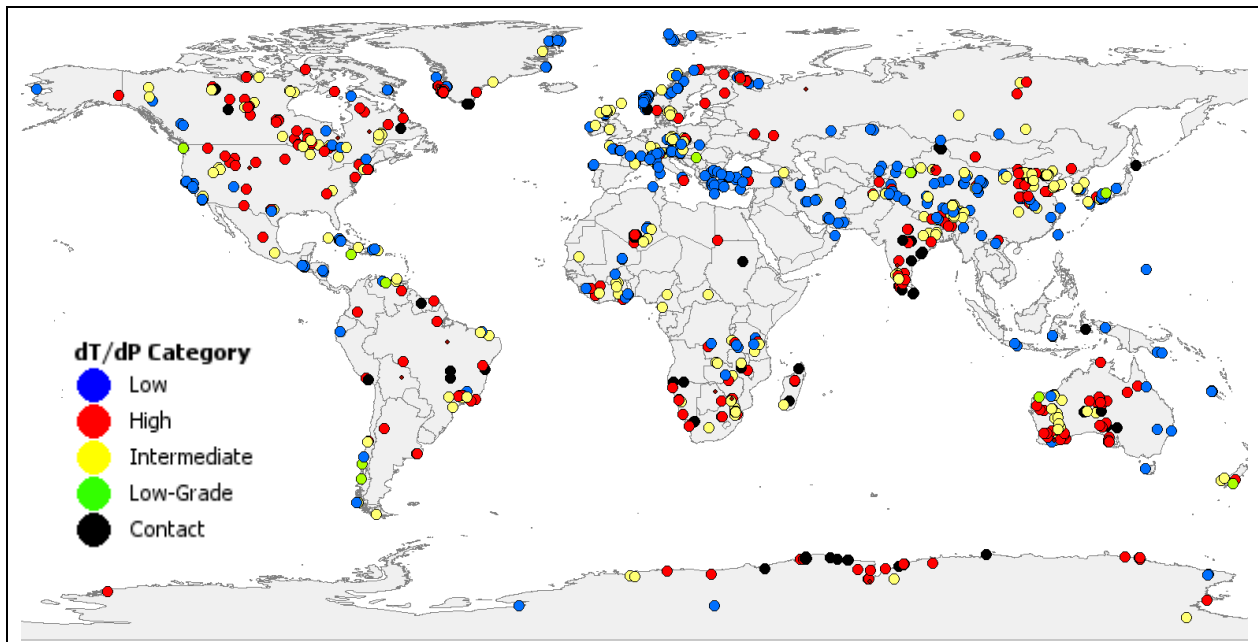 dT/dP Category
Low
High
Intermediate
Low-Grade
Contact